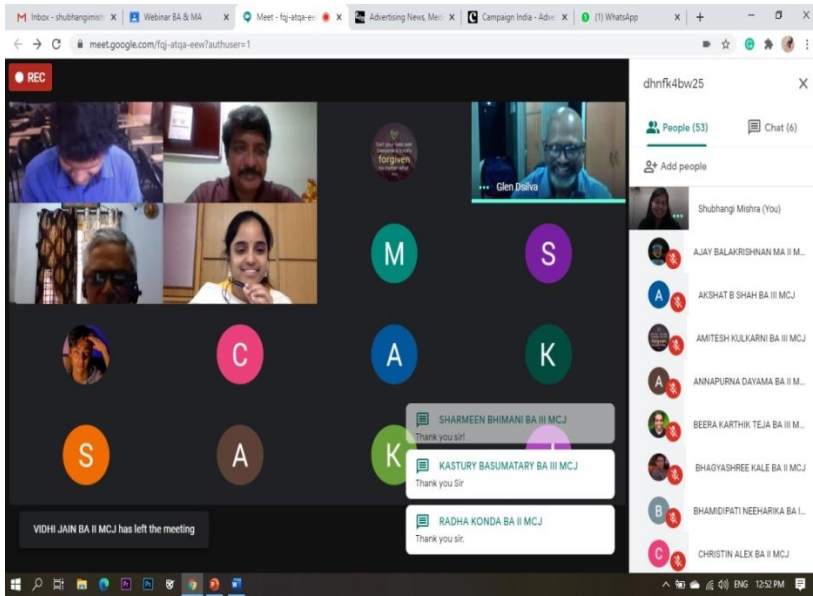 Inbox - shubhangimish
Webinar BA & MA
Meet - fqj-atqa-ee
Advertising News, Med
Campaign India - Adve
(1) WhatsApp
meet.google.com/fqj-atqa-eew?authuser=1
REC
forgiven
Glen Dsilva
M
S
C
A
K
S
A
K
SHARMEEN BHIMANI BA III MCJ
Thank you sir!
KASTURY BASUMATARY BA III MCJ
Thank you Sir
RADHA KONDA BA II MCJ
Thank you sir.
VIDHI JAIN BA II MCJ has left the meeting
dhnfk4bw25
People (53)
Chat (6)
Add people
Shubhangi Mishra (You)
AJAY BALAKRISHNAN MA II M...
A
AKSHAT B SHAH BA III MCJ
AMITESH KULKARNI BA III MCJ
A
ANNAPURNA DAYAMA BA II M...
BEERA KARTHIK TEJA BA III M...
BHAGYASHREE KALE BA II MCJ
B
BHAMIDIPATI NEEHARIKA BA I...
C
CHRISTIN ALEX BA II MCJ
ENG
12:52 PM